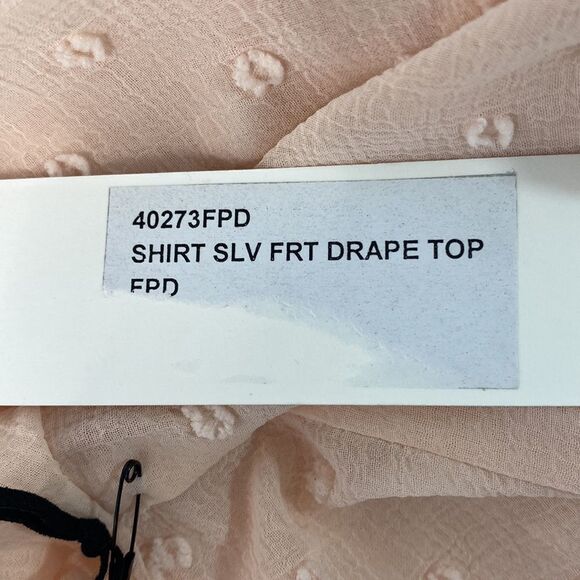 40273FPD
SHIRT SLV FRT DRAPE TOP
FPD